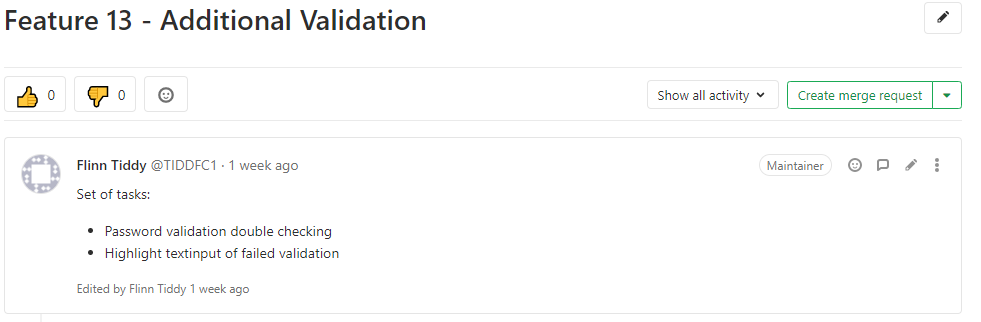 Feature 13 - Additional Validation
0
0
Show all activity
Create merge request
Flinn Tiddy @TIDDFC1 · 1 week ago
Maintainer
Set of tasks:
• Password validation double checking
• Highlight textinput of failed validation
Edited by Flinn Tiddy 1 week ago